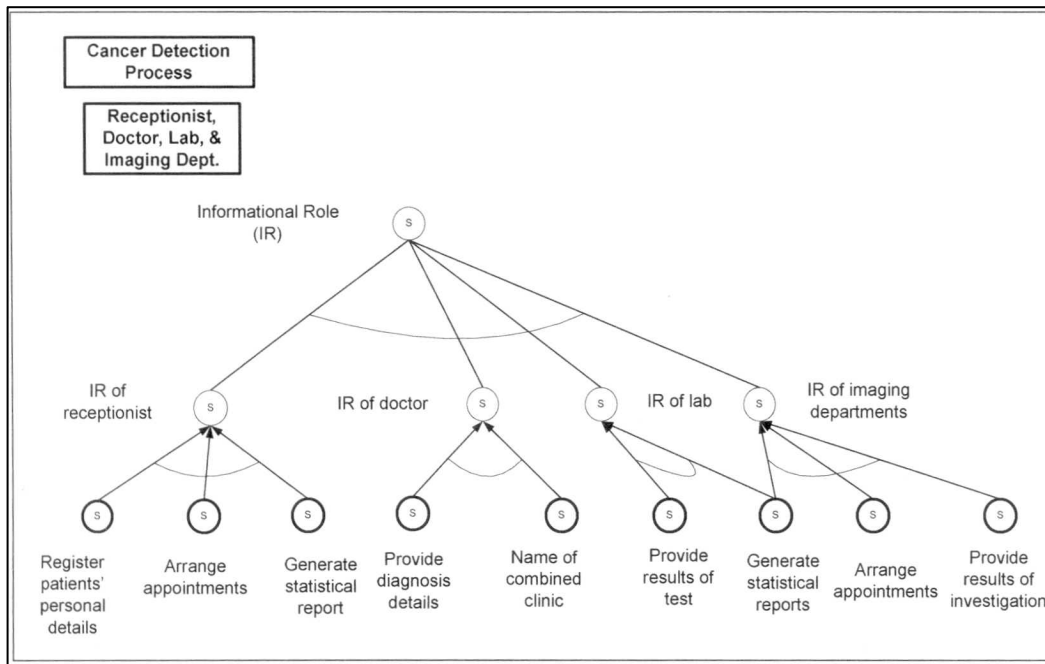 Cancer Detection
Process
Receptionist,
Doctor, Lab, &
Imaging Dept.
Informational Role
(IR)
S
IR of
receptionist
S
IR of doctor
S
S
IR of lab
S
IR of imaging
departments
S
S
S
S
S
S
S
S
S
Register
patients'
personal
details
Arrange
appointments
Generate
statistical
report
Provide
diagnosis
details
Name of
combined
clinic
Provide
results of
test
Generate
statistical
reports
Arrange
appointments
Provide
results of
investigation